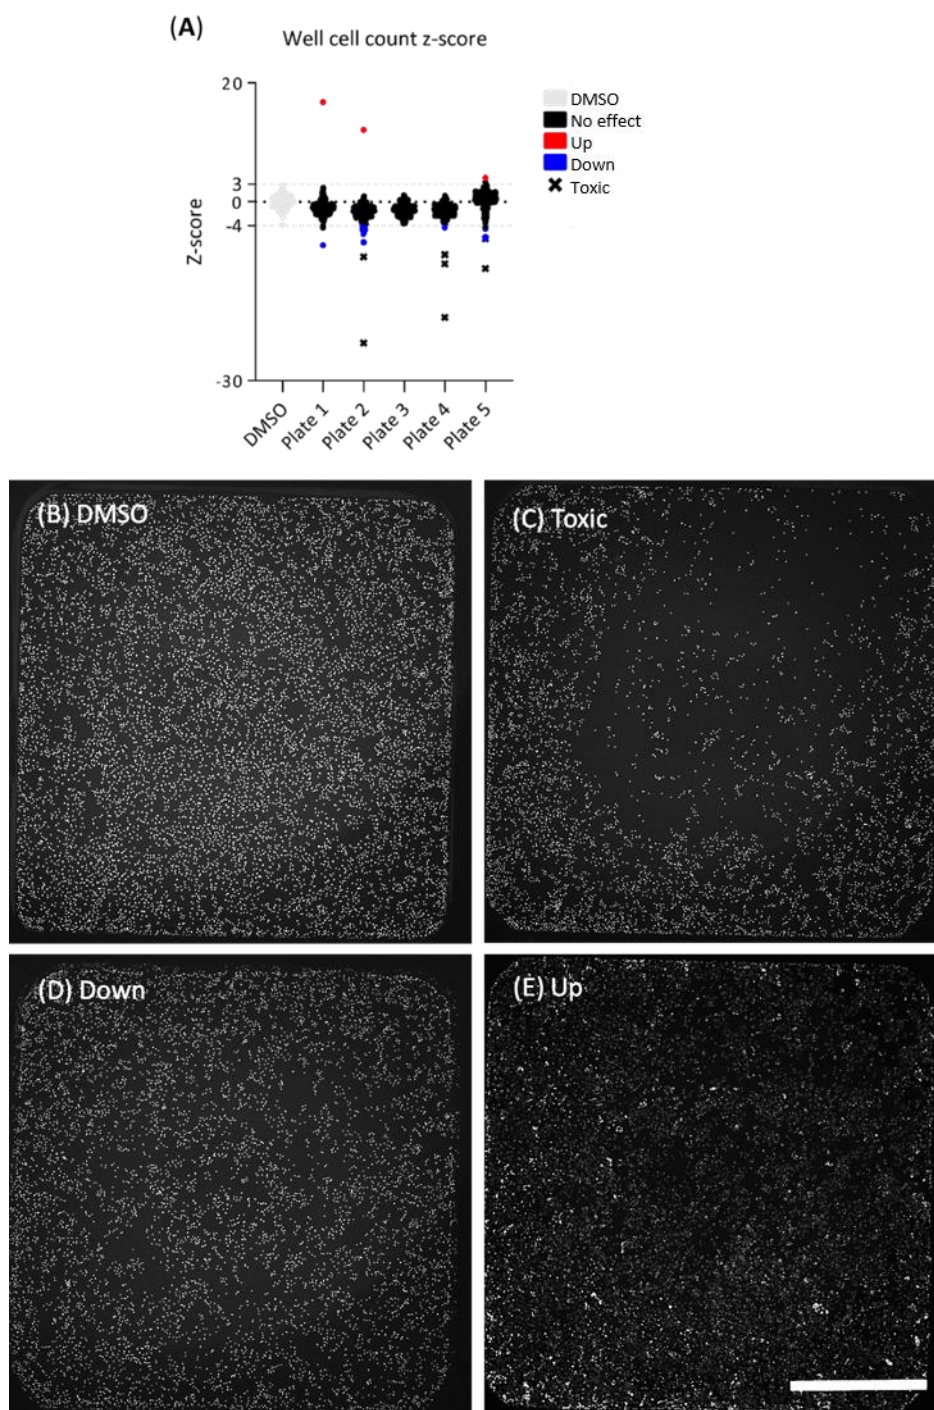 (A)
Well cell count z-score
20
3
0
-4
-30
Z-score
DMSO
Plate 1
Plate 2
Plate 3
Plate 4
Plate 5
DMSO
No effect
Up
Down
Toxic
(B) DMSO
(C) Toxic
(D) Down
(E) Up